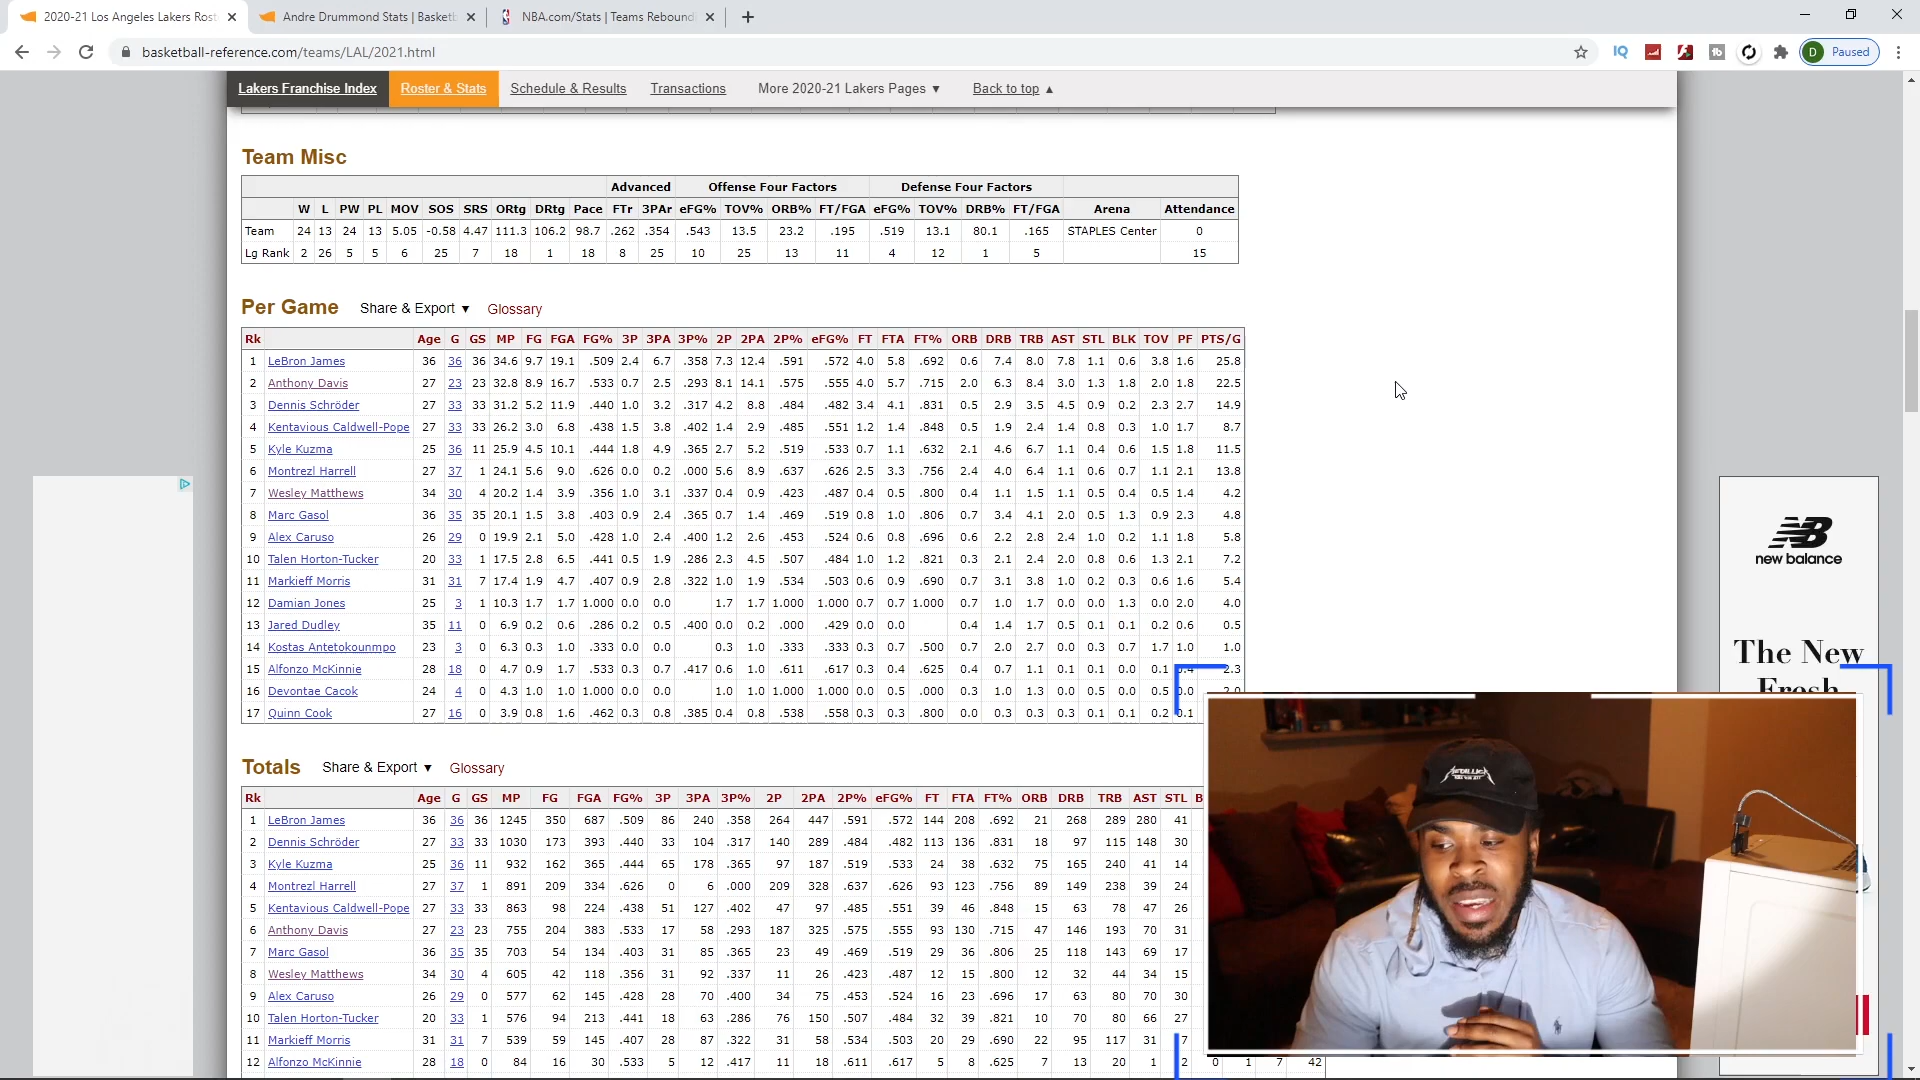 2020-21 Los Angeles Lakers Rost
Andre Drummond Stats | Basketb
NBA.com/Stats | Teams Rebound
basketball-reference.com/teams/LAL/2021.html
D Paused
Lakers Franchise Index Roster & Stats Schedule & Results Transactions More 2020-21 Lakers Pages ▼ Back to top ▲
Team Misc
Advanced Offense Four Factors Defense Four Factors
W L PW PL MOV SOS SRS ORtg DRtg Pace FTr 3PAr eFG% TOV% ORB% FT/FGA eFG% TOV% DRB% FT/FGA Arena Attendance
Team 24 13 24 13 5.05 -0.58 4.47 111.3 106.2 98.7 .262 .354 .543 13.5 23.2 .195 .519 13.1 80.1 .165 STAPLES Center 0
Lg Rank 2 26 5 5 6 25 7 18 1 18 8 25 10 25 13 11 4 12 1 5 15
Per Game Share & Export ▼ Glossary
Rk Age G GS MP FG FGA FG% 3P 3PA 3P% 2P 2PA 2P% eFG% FT FTA FT% ORB DRB TRB AST STL BLK TOV PF PTS/G
1 LeBron James 36 36 36 34.6 9.7 19.1 .509 2.4 6.7 .358 7.3 12.4 .591 .572 4.0 5.8 .692 0.6 7.4 8.0 7.8 1.1 0.6 3.8 1.6 25.8
2 Anthony Davis 27 23 23 32.8 8.9 16.7 .533 0.7 2.5 .293 8.1 14.1 .575 .555 4.0 5.7 .715 2.0 6.3 8.4 3.0 1.3 1.8 2.0 1.8 22.5
3 Dennis Schröder 27 33 33 31.2 5.2 11.9 .440 1.0 3.2 .317 4.2 8.8 .484 .482 3.4 4.1 .831 0.5 2.9 3.5 4.5 0.9 0.2 2.3 2.7 14.9
4 Kentavious Caldwell-Pope 27 33 33 26.2 3.0 6.8 .438 1.5 3.8 .402 1.4 2.9 .485 .551 1.2 1.4 .848 0.5 1.9 2.4 1.4 0.8 0.3 1.0 1.7 8.7
5 Kyle Kuzma 25 36 11 25.9 4.5 10.1 .444 1.8 4.9 .365 2.7 5.2 .519 .533 0.7 1.1 .632 2.1 4.6 6.7 1.1 0.4 0.6 1.5 1.8 11.5
6 Montrezl Harrell 27 37 1 24.1 5.6 9.0 .626 0.0 0.2 .000 5.6 8.9 .637 .626 2.5 3.3 .756 2.4 4.0 6.4 1.1 0.6 0.7 1.1 2.1 13.8
7 Wesley Matthews 34 30 4 20.2 1.4 3.9 .356 1.0 3.1 .337 0.4 0.9 .423 .487 0.4 0.5 .800 0.4 1.1 1.5 1.1 0.5 0.4 0.5 1.4 4.2
8 Marc Gasol 36 35 35 20.1 1.5 3.8 .403 0.9 2.4 .365 0.7 1.4 .469 .519 0.8 1.0 .806 0.7 3.4 4.1 2.0 0.5 1.3 0.9 2.3 4.8
9 Alex Caruso 26 29 0 19.9 2.1 5.0 .428 1.0 2.4 .400 1.2 2.6 .453 .524 0.6 0.8 .696 0.6 2.2 2.8 2.4 1.0 0.2 1.1 1.8 5.8
10 Talen Horton-Tucker 20 33 1 17.5 2.8 6.5 .441 0.5 1.9 .286 2.3 4.5 .507 .484 1.0 1.2 .821 0.3 2.1 2.4 2.0 0.8 0.6 1.3 2.1 7.2
11 Markieff Morris 31 31 7 17.4 1.9 4.7 .407 0.9 2.8 .322 1.0 1.9 .534 .503 0.6 0.9 .690 0.7 3.1 3.8 1.0 0.2 0.3 0.6 1.6 5.4
12 Damian Jones 25 3 1 10.3 1.7 1.7 1.000 0.0 0.0 1.7 1.7 1.000 1.000 0.7 0.7 1.000 0.7 1.0 1.7 0.0 0.0 1.3 0.0 2.0 4.0
13 Jared Dudley 35 11 0 6.9 0.2 0.6 .286 0.2 0.5 .400 0.0 0.2 .000 .429 0.0 0.0 0.4 1.4 1.7 0.5 0.1 0.1 0.2 0.6 0.5
14 Kostas Antetokounmpo 23 3 0 6.3 0.3 1.0 .333 0.0 0.0 0.3 1.0 .333 .333 0.3 0.7 .500 0.7 2.0 2.7 0.0 0.3 0.7 1.7 1.0 1.0
15 Alfonzo McKinnie 28 18 0 4.7 0.9 1.7 .533 0.3 0.7 .417 0.6 1.0 .611 .617 0.3 0.4 .625 0.4 0.7 1.1 0.1 0.1 0.0 0.1 0.4 2.3
16 Devontae Cacok 24 4 0 4.3 1.0 1.0 1.000 0.0 0.0 1.0 1.0 1.000 1.000 0.0 0.5 .000 0.3 1.0 1.3 0.0 0.5 0.0 0.5 0.0 2.0
17 Quinn Cook 27 16 0 3.9 0.8 1.6 .462 0.3 0.8 .385 0.4 0.8 .538 .558 0.3 0.3 .800 0.0 0.3 0.3 0.3 0.1 0.1 0.2 0.1
Totals Share & Export ▼ Glossary
Rk Age G GS MP FG FGA FG% 3P 3PA 3P% 2P 2PA 2P% eFG% FT FTA FT% ORB DRB TRB AST STL B
1 LeBron James 36 36 36 1245 350 687 .509 86 240 .358 264 447 .591 .572 144 208 .692 21 268 289 280 41
2 Dennis Schröder 27 33 33 1030 173 393 .440 33 104 .317 140 289 .484 .482 113 136 .831 18 97 115 148 30
3 Kyle Kuzma 25 36 11 932 162 365 .444 65 178 .365 97 187 .519 .533 24 38 .632 75 165 240 41 14
4 Montrezl Harrell 27 37 1 891 209 334 .626 0 6 .000 209 328 .637 .626 93 123 .756 89 149 238 39 24
5 Kentavious Caldwell-Pope 27 33 33 863 98 224 .438 51 127 .402 47 97 .485 .551 39 46 .848 15 63 78 47 26
6 Anthony Davis 27 23 23 755 204 383 .533 17 58 .293 187 325 .575 .555 93 130 .715 47 146 193 70 31
7 Marc Gasol 36 35 35 703 54 134 .403 31 85 .365 23 49 .469 .519 29 36 .806 25 118 143 69 17
8 Wesley Matthews 34 30 4 605 42 118 .356 31 92 .337 11 26 .423 .487 12 15 .800 12 32 44 34 15
9 Alex Caruso 26 29 0 577 62 145 .428 28 70 .400 34 75 .453 .524 16 23 .696 17 63 80 70 30
10 Talen Horton-Tucker 20 33 1 576 94 213 .441 18 63 .286 76 150 .507 .484 32 39 .821 10 70 80 66 27
11 Markieff Morris 31 31 7 539 59 145 .407 28 87 .322 31 58 .534 .503 20 29 .690 22 95 117 31 7
12 Alfonzo McKinnie 28 18 0 84 16 30 .533 5 12 .417 11 18 .611 .617 5 8 .625 7 13 20 1 2 0 1 7 42
new balance
The New
Fresh
METALLICA